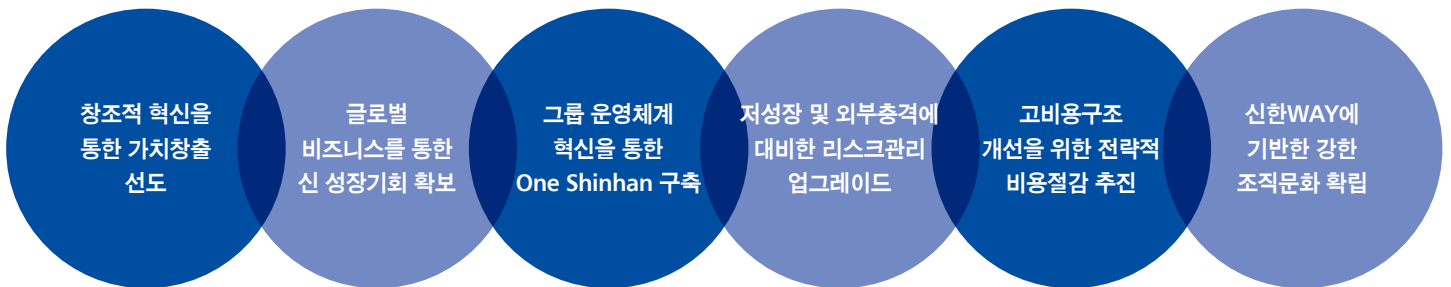 창조적 혁신을
통한 가치창출
선도
글로벌
비즈니스를 통한
신 성장기회 확보
그룹 운영체계
혁신을 통한
One Shinhan 구축
저성장 및 외부충격에
대비한 리스크관리
업그레이드
고비용구조
개선을 위한 전략적
비용절감 추진
신한WAY에
기반한 강한
조직문화 확립